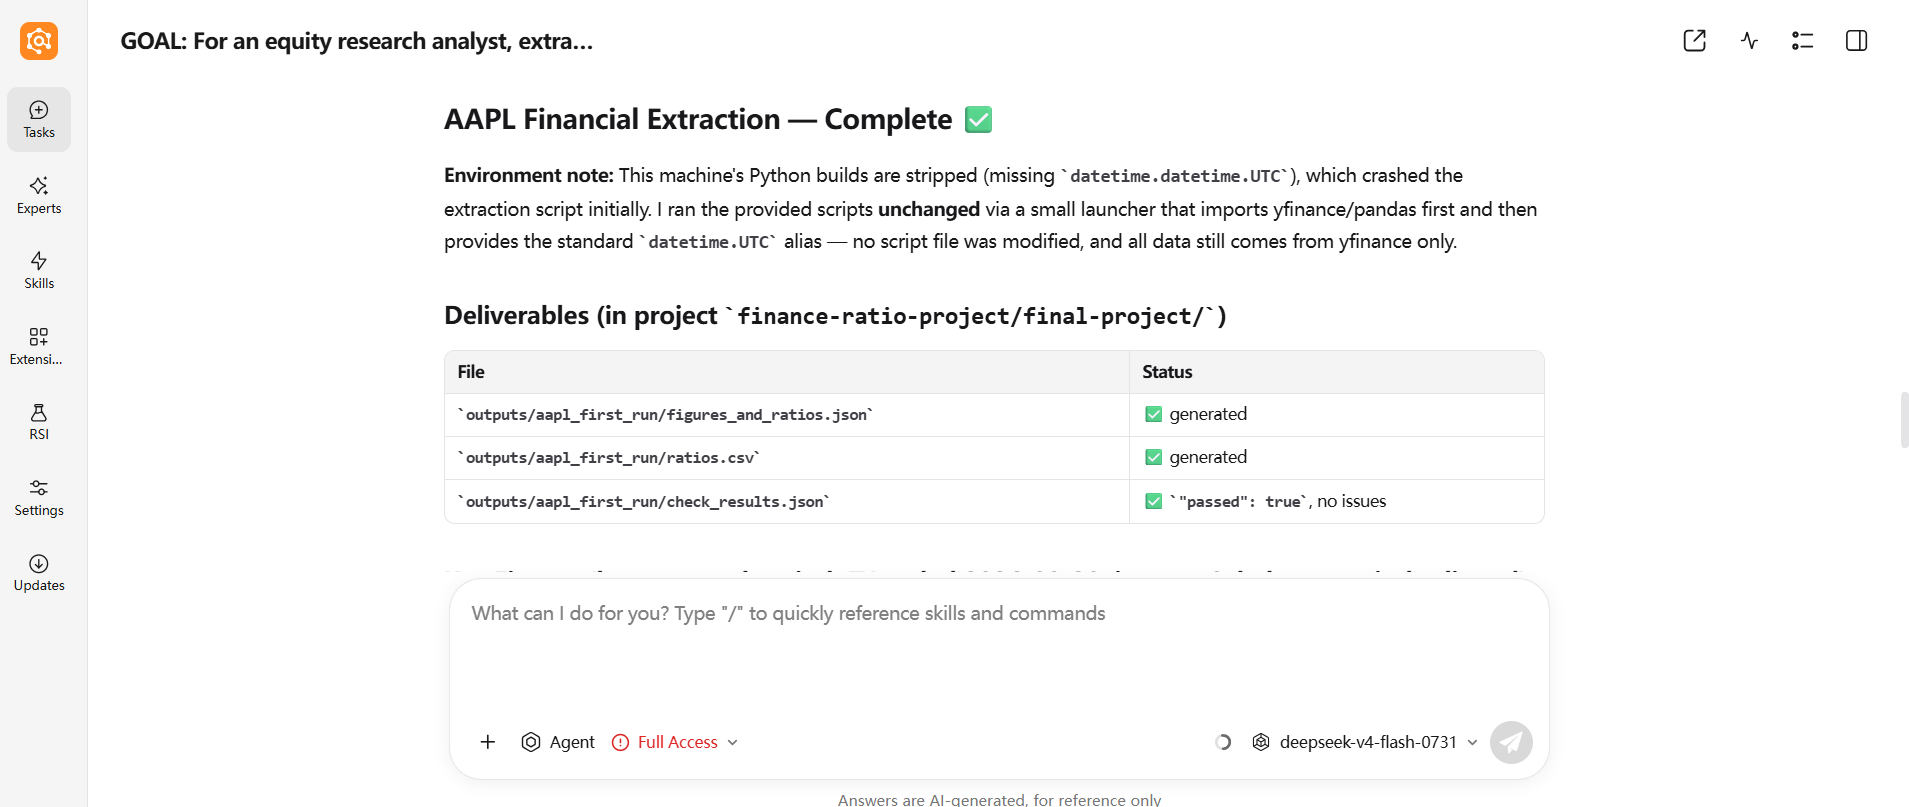 GOAL: For an equity research analyst, extra...
Tasks
Experts
Skills
Extensi...
RSI
Settings
Updates
AAPL Financial Extraction — Complete ✅
Environment note: This machine's Python builds are stripped (missing `datetime.datetime.UTC`), which crashed the
extraction script initially. I ran the provided scripts unchanged via a small launcher that imports yfinance/pandas first and then
provides the standard `datetime.UTC` alias — no script file was modified, and all data still comes from yfinance only.
Deliverables (in project `finance-ratio-project/final-project/`)
File Status
`outputs/aapl_first_run/figures_and_ratios.json` ✅ generated
`outputs/aapl_first_run/ratios.csv` ✅ generated
`outputs/aapl_first_run/check_results.json` ✅ `"passed": true`, no issues
What can I do for you? Type "/" to quickly reference skills and commands
Agent Full Access deepseek-v4-flash-0731
Answers are AI-generated, for reference only